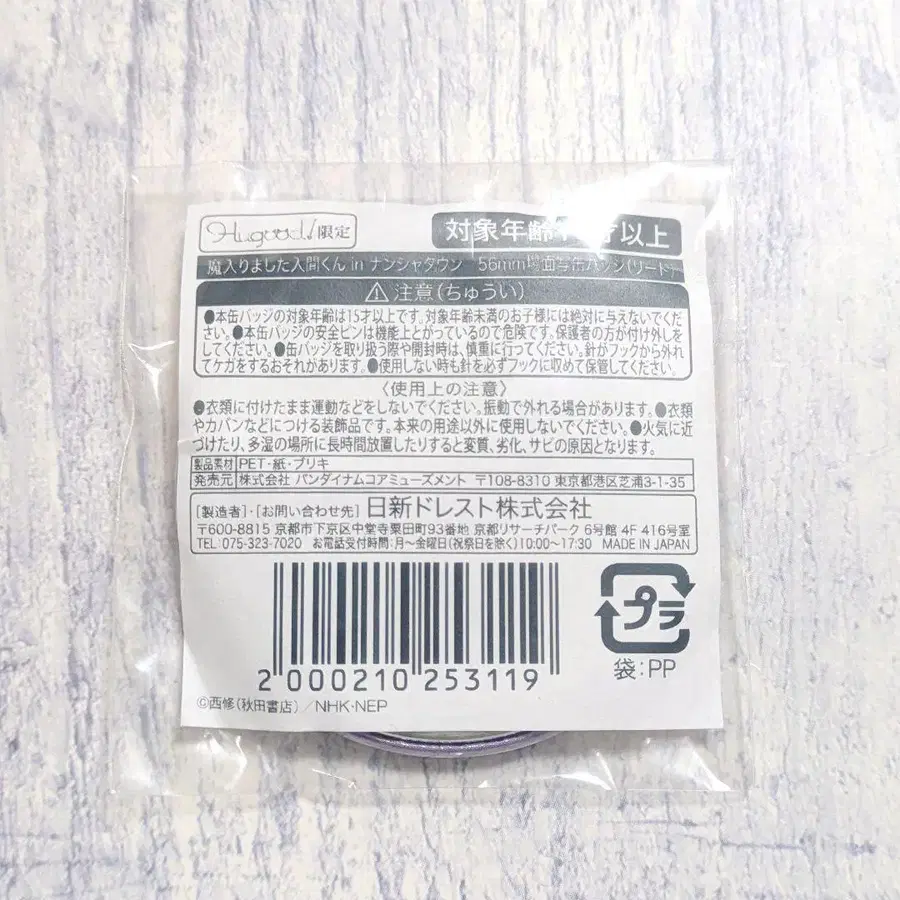 Hugood!限定
対象年齢 以上
魔入りました入間くん in ナンジャタウン 56mm場面写缶バッジ(リード)
⚠注意(ちゅうい)
●本缶バッジの対象年齢は15才以上です。対象年齢未満のお子様には絶対に与えないでくだ
さい。●本缶バッジの安全ピンは機能上とがっているので危険です。保護者の方が付け外しを
してください。●缶バッジを取り扱う際や開封時は、慎重に行ってください。針がフックから外れ
てケガをするおそれがあります。●使用しない時も針を必ずフックに収めて保管してください。
〈使用上の注意〉
●衣類に付けたまま運動などをしないでください。振動で外れる場合があります。●衣類
やカバンなどにつける装飾品です。本来の用途以外に使用しないでください。●火気に近
づけたり、多湿の場所に長時間放置したりすると変質、劣化、サビの原因となります。
製品素材 PET・紙・ブリキ
発売元 株式会社 バンダイナムコアミューズメント 〒108-8310 東京都港区芝浦3-1-35
[製造者]・[お問い合わせ先] 日新ドレスト株式会社
〒600-8815 京都市下京区中堂寺粟田町93番地 京都リサーチパーク 6号館 4F 416号室
TEL 075-323-7020 お電話受付時間:月〜金曜日(祝祭日を除く)10:00〜17:30 MADE IN JAPAN
2 000210 253119
プラ
袋:PP
©西修(秋田書店)/NHK・NEP